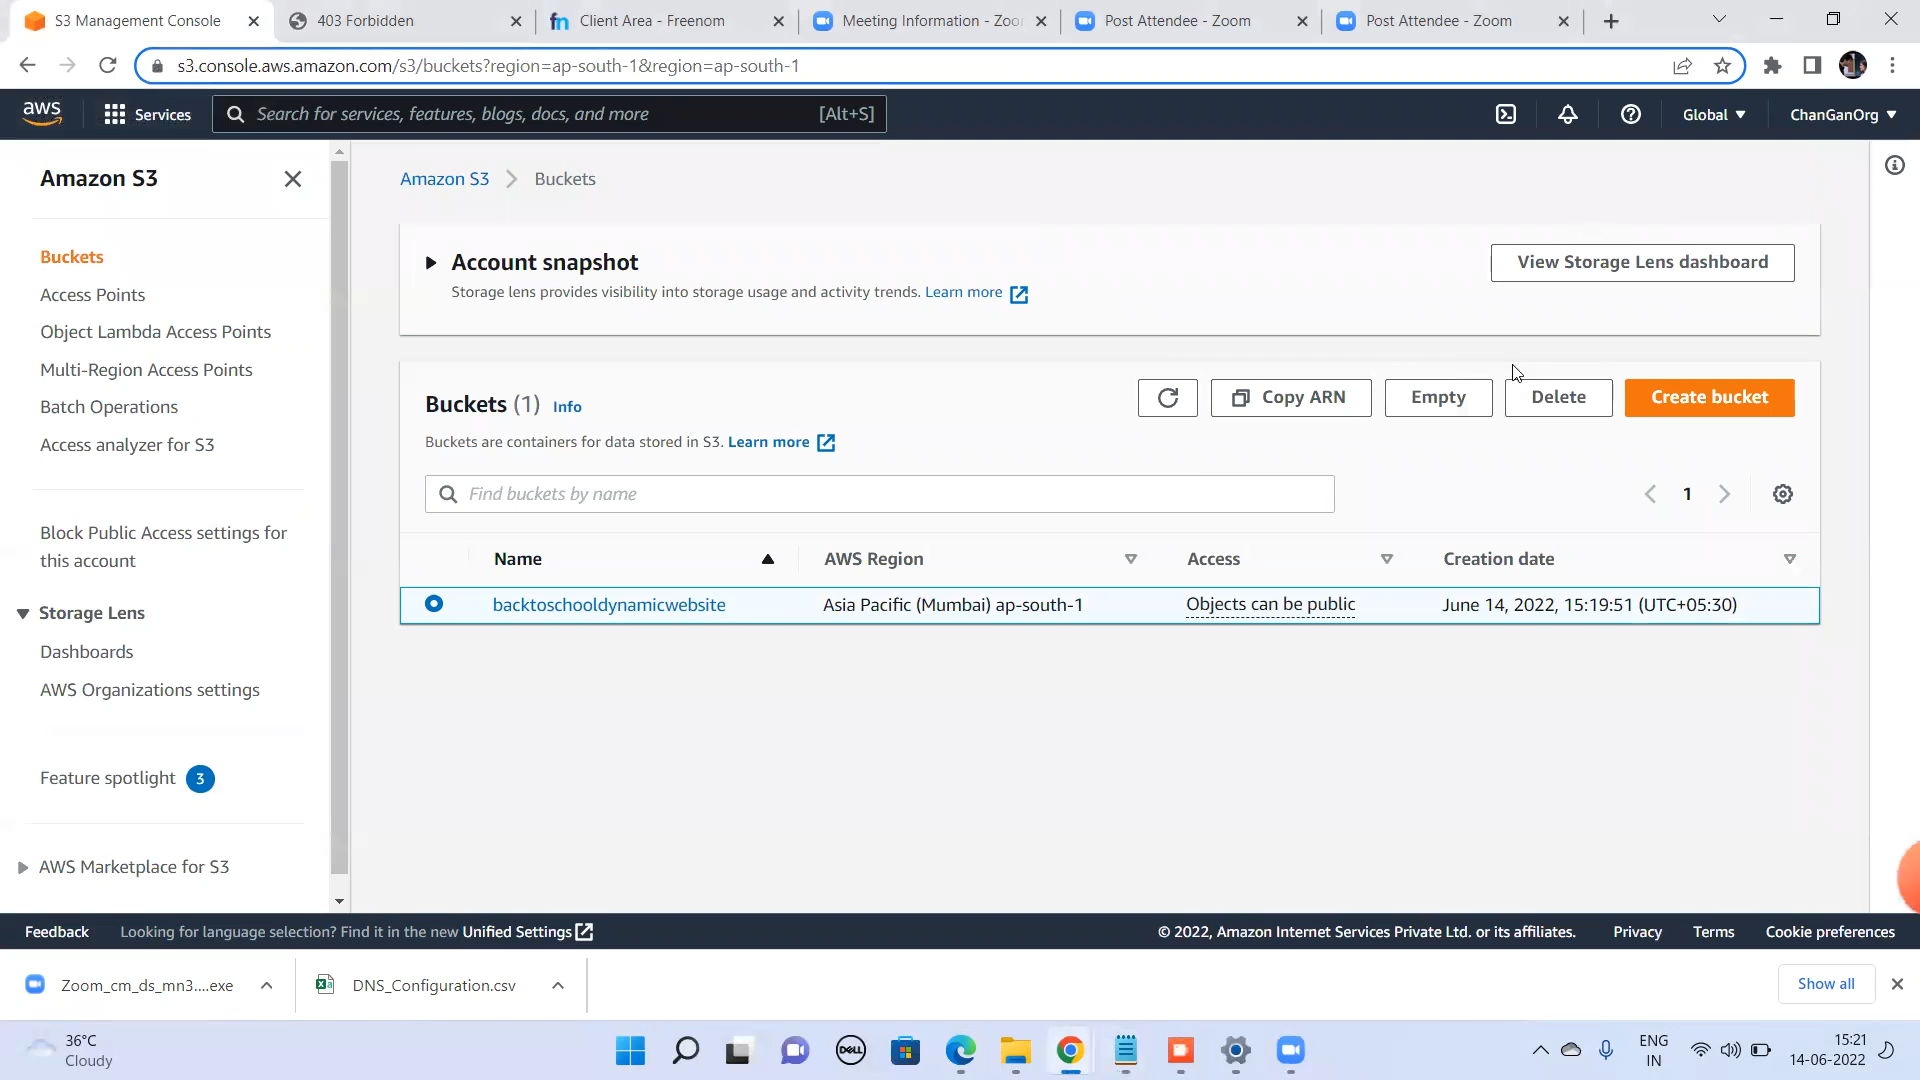 S3 Management Console
403 Forbidden
fn Client Area - Freenom
Meeting Information - Zoo
Post Attendee - Zoom
Post Attendee - Zoom
s3.console.aws.amazon.com/s3/buckets?region=ap-south-1&region=ap-south-1
aws
Services
Search for services, features, blogs, docs, and more
[Alt+S]
Global
ChanGanOrg
Amazon S3
Buckets
Access Points
Object Lambda Access Points
Multi-Region Access Points
Batch Operations
Access analyzer for S3
Block Public Access settings for
this account
Storage Lens
Dashboards
AWS Organizations settings
Feature spotlight 3
AWS Marketplace for S3
Amazon S3
Buckets
Account snapshot
Storage lens provides visibility into storage usage and activity trends. Learn more
View Storage Lens dashboard
Buckets (1) Info
Buckets are containers for data stored in S3. Learn more
Copy ARN
Empty
Delete
Create bucket
Find buckets by name
1
Name
AWS Region
Access
Creation date
backtoschooldynamicwebsite
Asia Pacific (Mumbai) ap-south-1
Objects can be public
June 14, 2022, 15:19:51 (UTC+05:30)
Feedback
Looking for language selection? Find it in the new Unified Settings
© 2022, Amazon Internet Services Private Ltd. or its affiliates.
Privacy
Terms
Cookie preferences
Zoom_cm_ds_mn3....exe
DNS_Configuration.csv
Show all
36°C
Cloudy
DELL
ENG
IN
15:21
14-06-2022